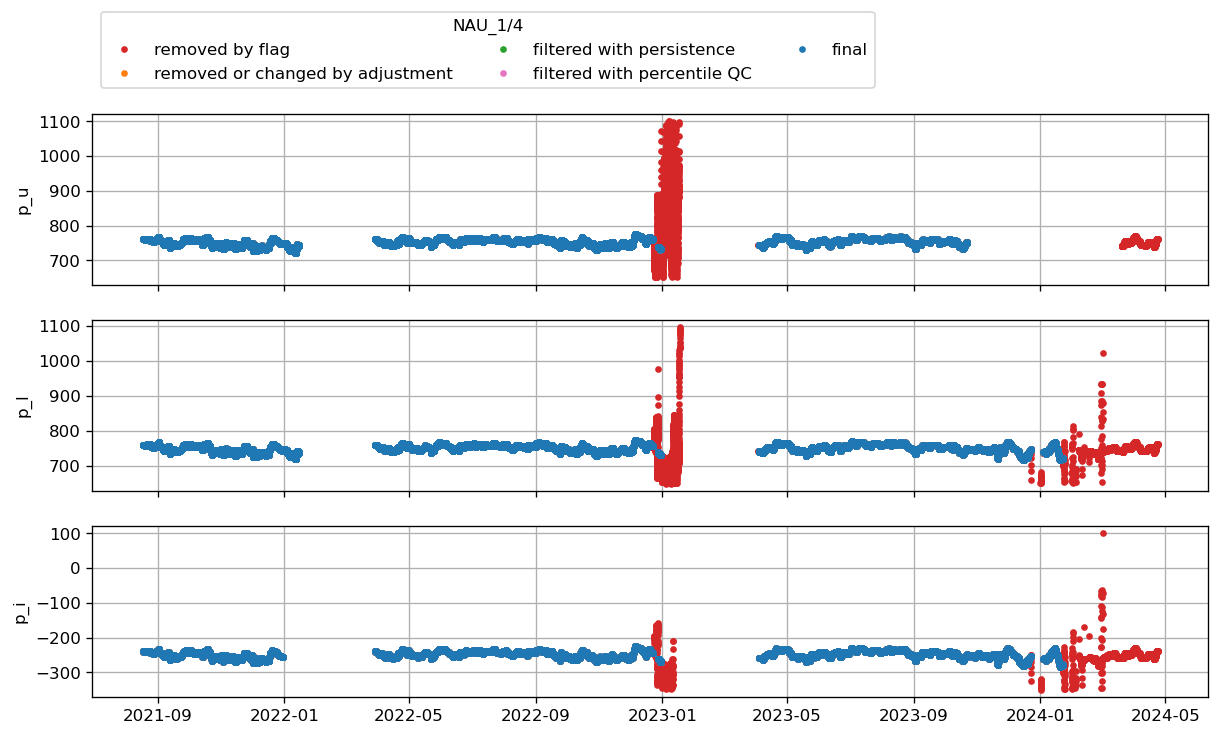 NAU_1/4
removed by flag
filtered with persistence
final
removed or changed by adjustment
filtered with percentile QC
1100
1000
900
800
700
p_u
1100
1000
900
800
700
p_l
100
0
−100
−200
−300
p_i
2021-09
2022-01
2022-05
2022-09
2023-01
2023-05
2023-09
2024-01
2024-05